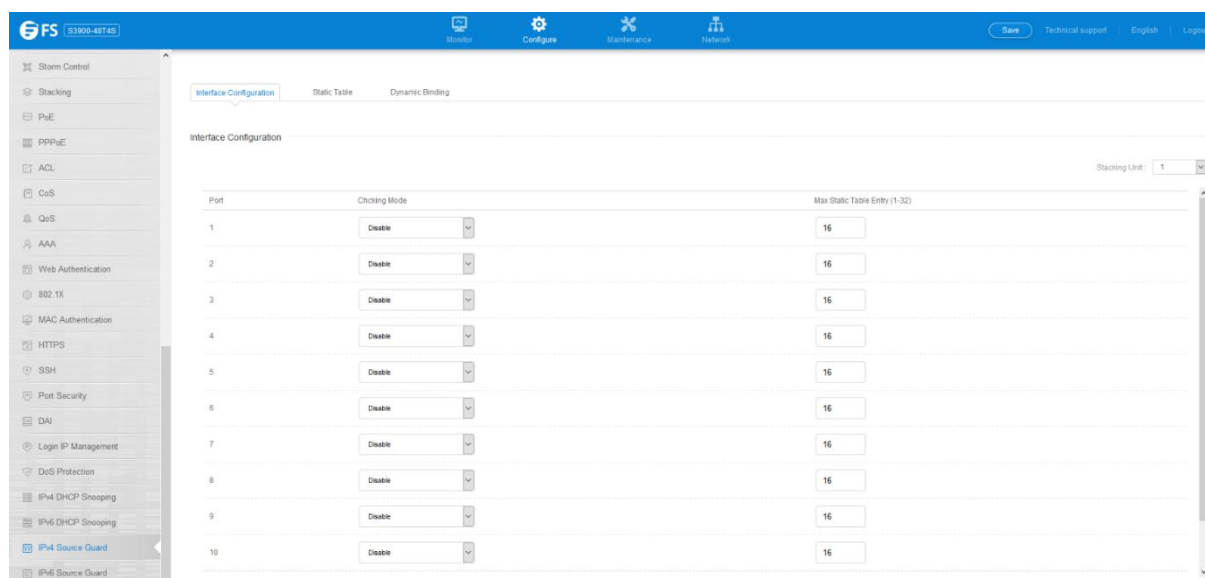 FS S3900-48T4S
Monitor
Configure
Maintenance
Network
Save
Technical support
English
Logou
Storm Control
Stacking
PoE
PPPoE
ACL
CoS
QoS
AAA
Web Authentication
802.1X
MAC Authentication
HTTPS
SSH
Port Security
DAI
Login IP Management
DoS Protection
IPv4 DHCP Snooping
IPv6 DHCP Snooping
IPv4 Source Guard
IPv6 Source Guard
Interface Configuration Static Table Dynamic Binding
Interface Configuration
Stacking Unit : 1
Port Chcking Mode Max Static Table Entry (1-32)
1 Disable 16
2 Disable 16
3 Disable 16
4 Disable 16
5 Disable 16
6 Disable 16
7 Disable 16
8 Disable 16
9 Disable 16
10 Disable 16